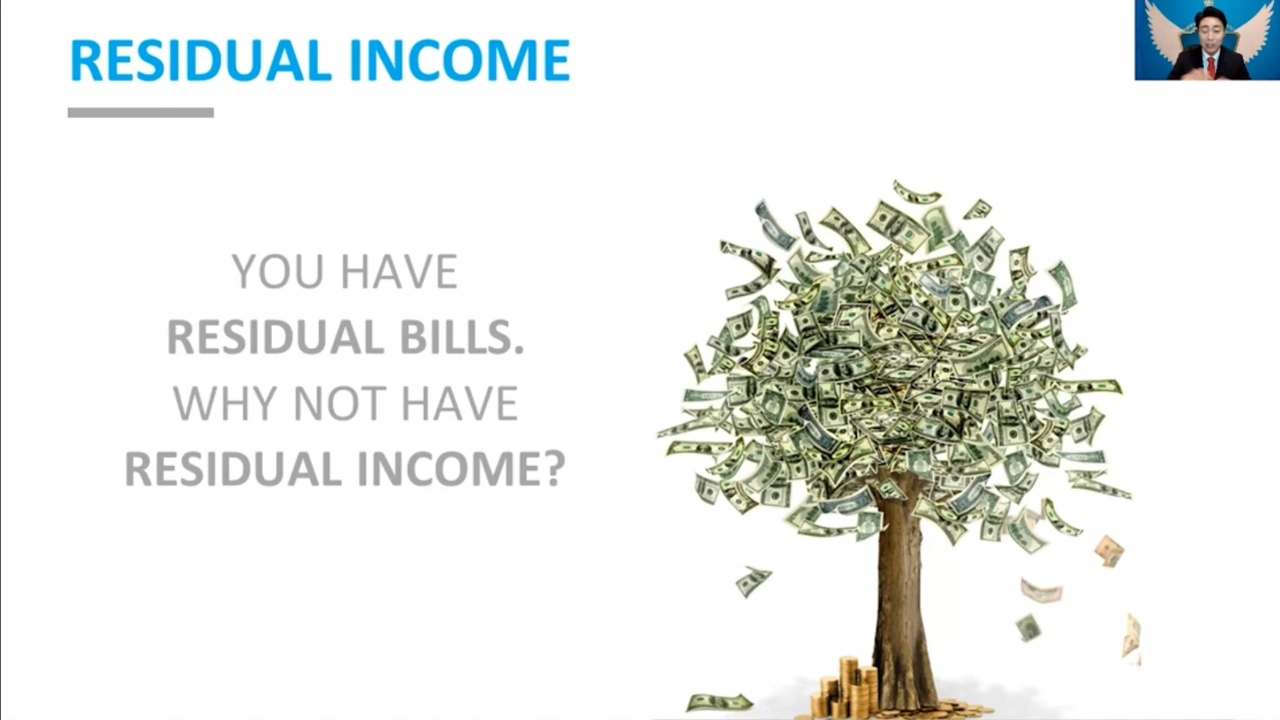 RESIDUAL INCOME
YOU HAVE
RESIDUAL BILLS.
WHY NOT HAVE
RESIDUAL INCOME?